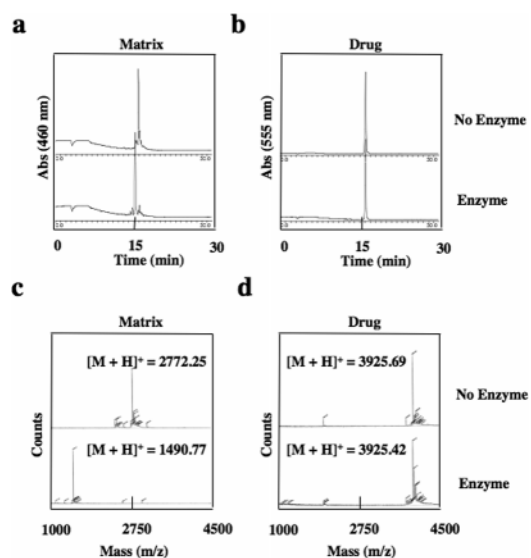 a
Matrix
b
Drug
Abs (460 nm)
Abs (555 nm)
No Enzyme
Enzyme
0 15 30
0 15 30
Time (min)
Time (min)
c
Matrix
d
Drug
[M + H]+ = 2772.25
[M + H]+ = 3925.69
No Enzyme
Counts
Counts
[M + H]+ = 1490.77
[M + H]+ = 3925.42
Enzyme
1000 2750 4500
1000 2750 4500
Mass (m/z)
Mass (m/z)